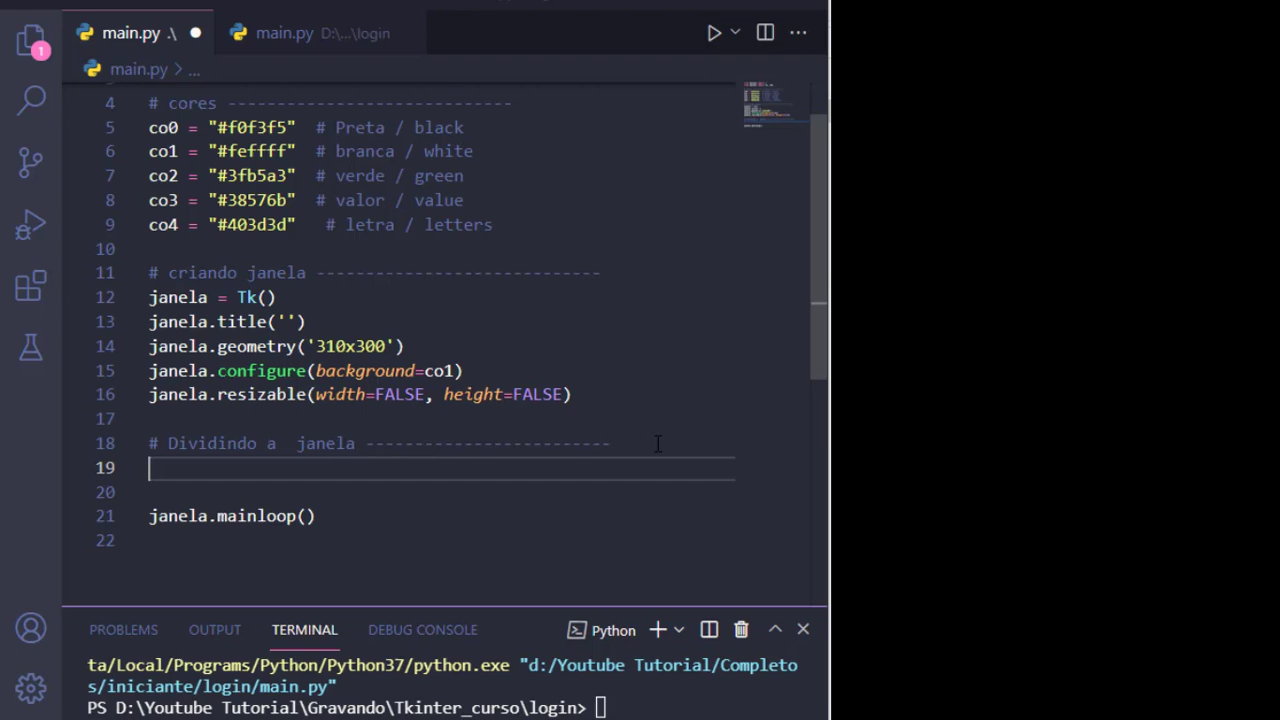 main.py .\
main.py D:\...\login
1
main.py > ...
4 # cores -----------------------------
5 co0 = "#f0f3f5"  # Preta / black
6 co1 = "#feffff"  # branca / white
7 co2 = "#3fb5a3"  # verde / green
8 co3 = "#38576b"  # valor / value
9 co4 = "#403d3d"   # letra / letters
10
11 # criando janela -----------------------------
12 janela = Tk()
13 janela.title('')
14 janela.geometry('310x300')
15 janela.configure(background=co1)
16 janela.resizable(width=FALSE, height=FALSE)
17
18 # Dividindo a  janela -------------------------
19
20
21 janela.mainloop()
22
PROBLEMS OUTPUT TERMINAL DEBUG CONSOLE Python
ta/Local/Programs/Python/Python37/python.exe "d:/Youtube Tutorial/Completo
s/iniciante/login/main.py"
PS D:\Youtube Tutorial\Gravando\Tkinter_curso\login>